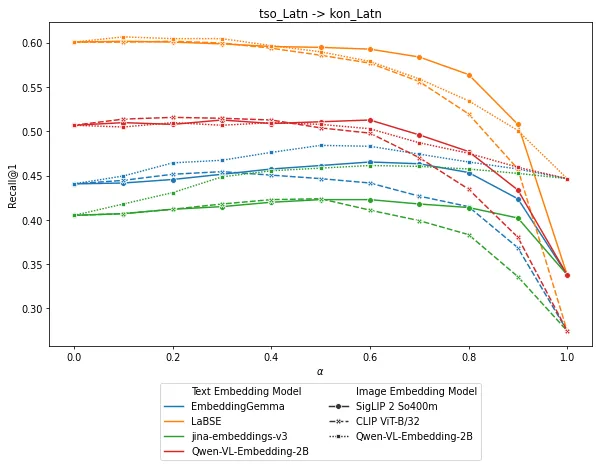 tso_Latn -> kon_Latn
Recall@1
0.60
0.55
0.50
0.45
0.40
0.35
0.30
0.0 0.2 0.4 0.6 0.8 1.0
α
Text Embedding Model
EmbeddingGemma
LaBSE
jina-embeddings-v3
Qwen-VL-Embedding-2B
Image Embedding Model
SigLIP 2 So400m
CLIP ViT-B/32
Qwen-VL-Embedding-2B